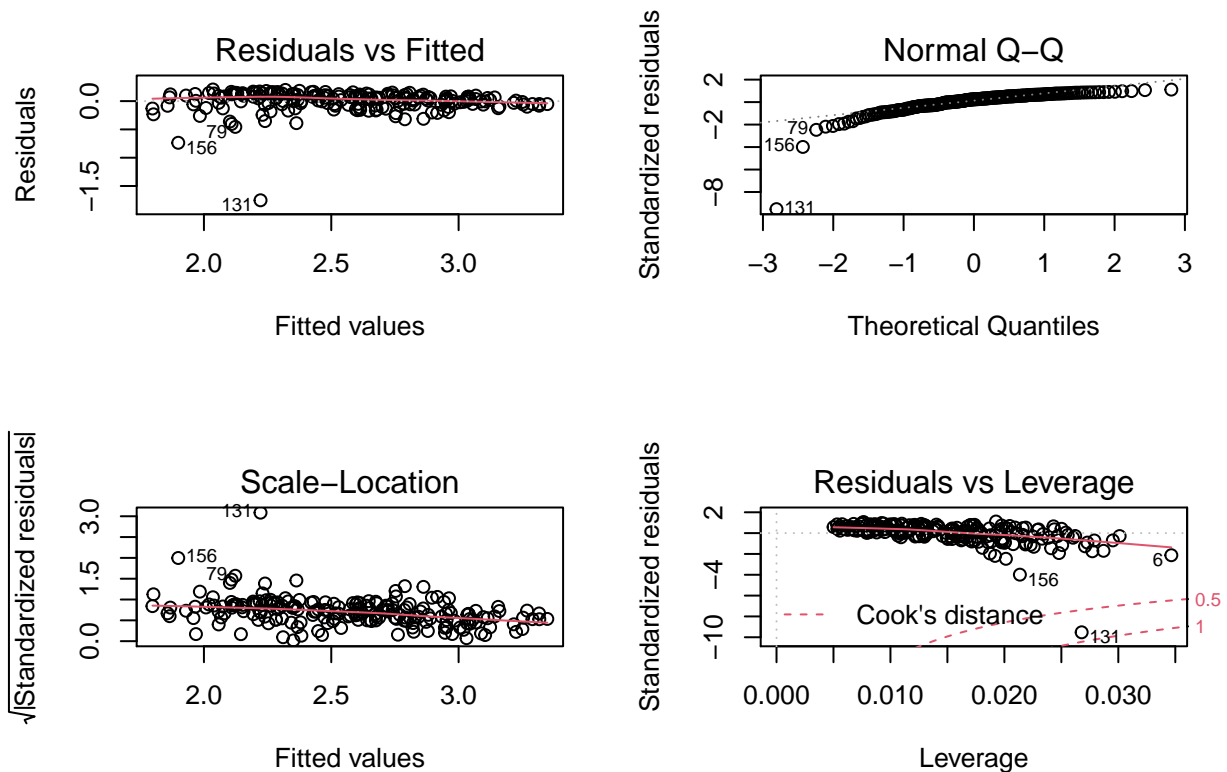 Residuals vs Fitted
Residuals
0.0
−1.5
79
156
131
2.0 2.5 3.0
Fitted values
Normal Q−Q
Standardized residuals
2
−2
−8
79
156
131
−3 −2 −1 0 1 2 3
Theoretical Quantiles
Scale−Location
√|Standardized residuals|
3.0
1.5
0.0
131
156
79
2.0 2.5 3.0
Fitted values
Residuals vs Leverage
Standardized residuals
2
−4
−10
6
156
0.5
Cook's distance
1
131
0.000 0.010 0.020 0.030
Leverage